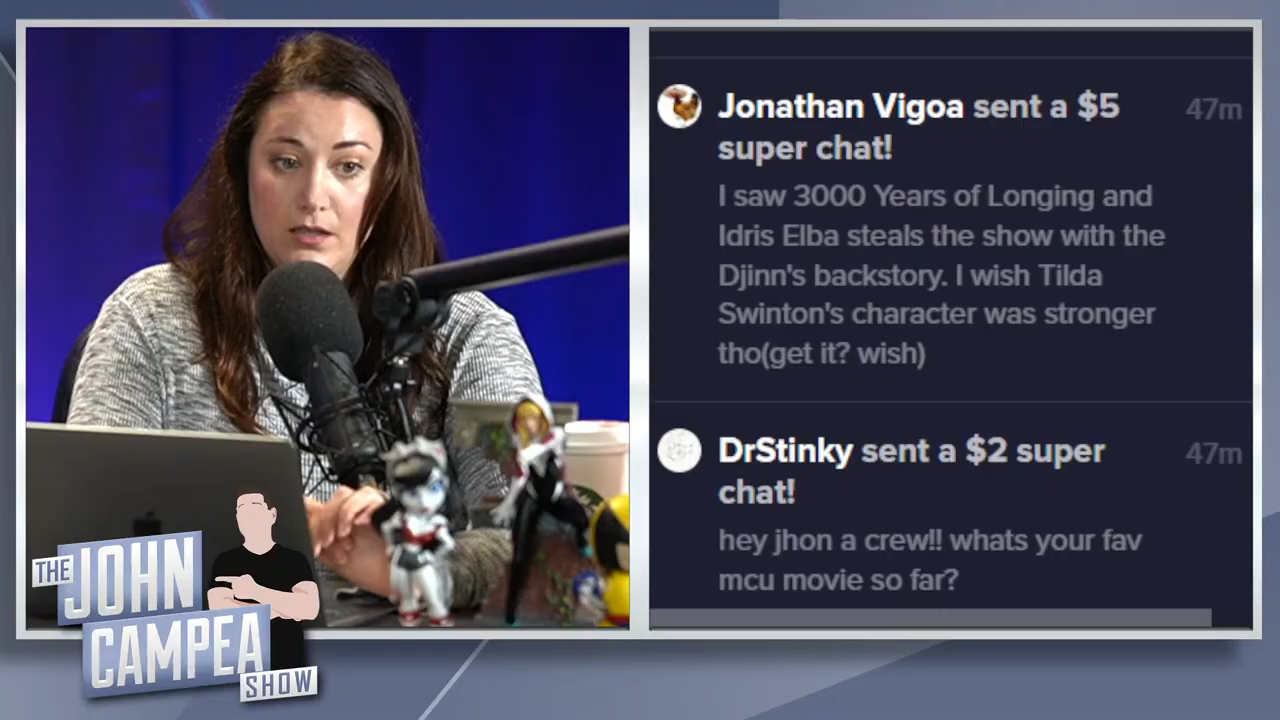 Jonathan Vigoa sent a $5
super chat!
47m
I saw 3000 Years of Longing and
Idris Elba steals the show with the
Djinn's backstory. I wish Tilda
Swinton's character was stronger
tho(get it? wish)
DrStinky sent a $2 super
chat!
47m
hey jhon a crew!! whats your fav
mcu movie so far?
THE JOHN
CAMPEA
SHOW